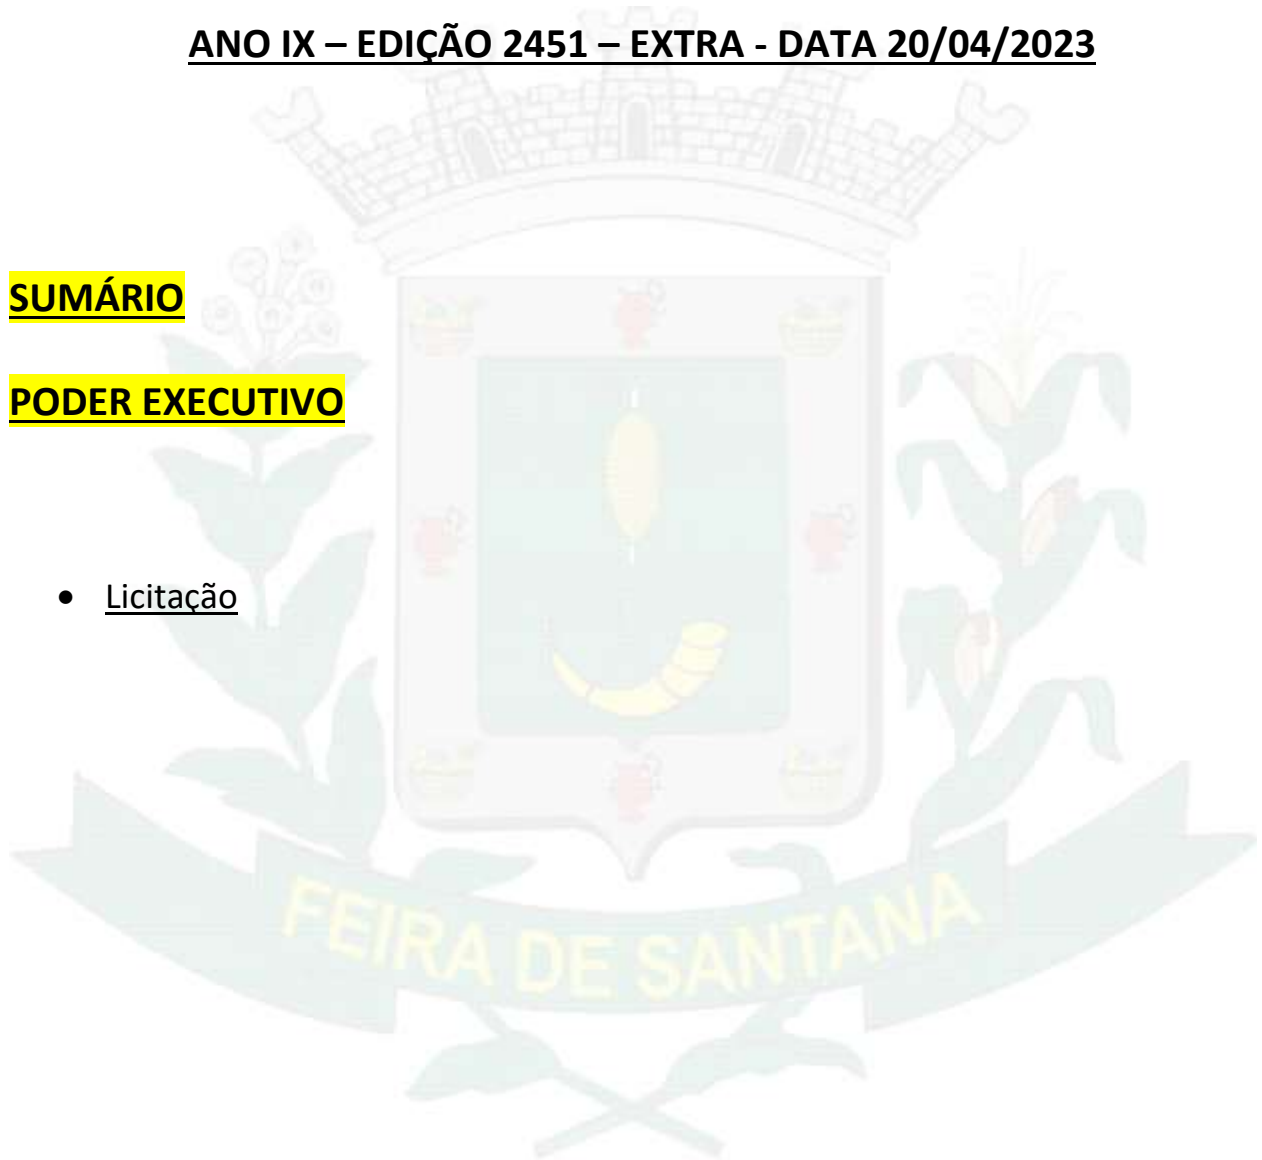 ANO IX – EDIÇÃO 2451 – EXTRA - DATA 20/04/2023
SUMÁRIO
PODER EXECUTIVO
• Licitação
FEIRA DE SANTANA